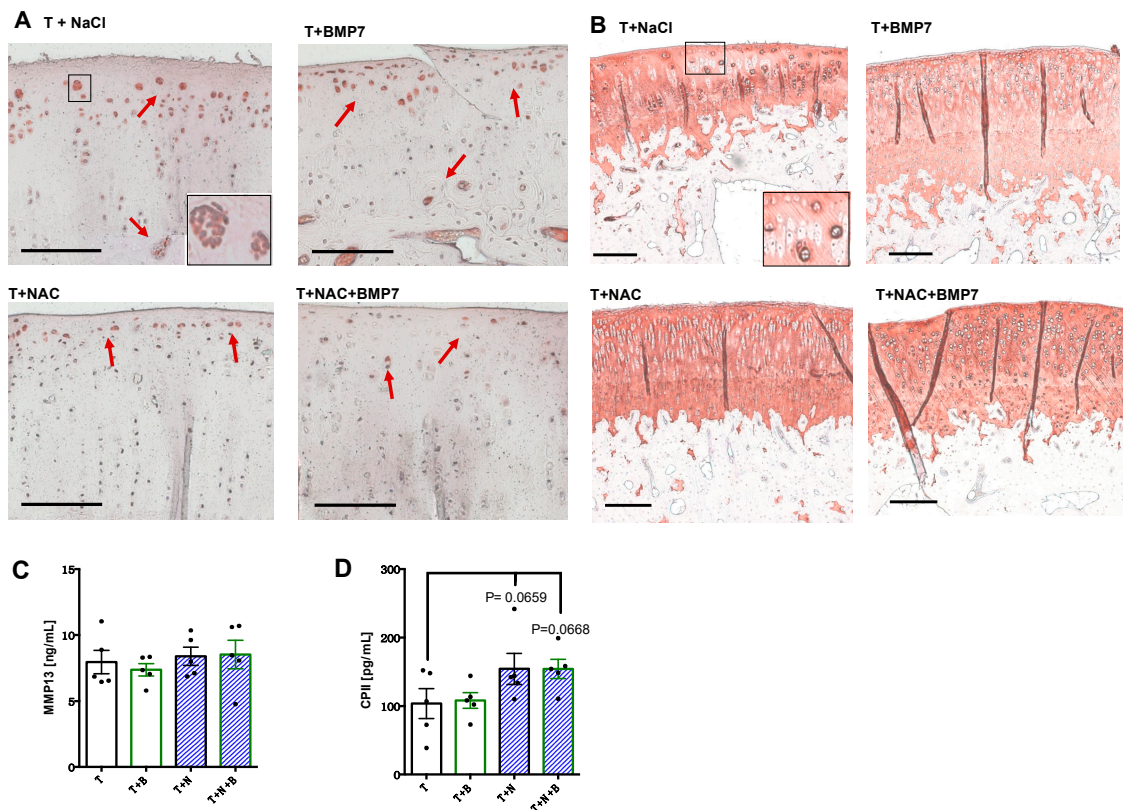 A
T + NaCl
T+BMP7
T+NAC
T+NAC+BMP7
B
T+NaCl
T+BMP7
T+NAC
T+NAC+BMP7
C
MMP13 [ng/mL]
15
10
5
0
T
T+B
T+N
T+N+B
D
CPII [pg/mL]
300
200
100
0
P= 0.0659
P=0.0668
T
T+B
T+N
T+N+B